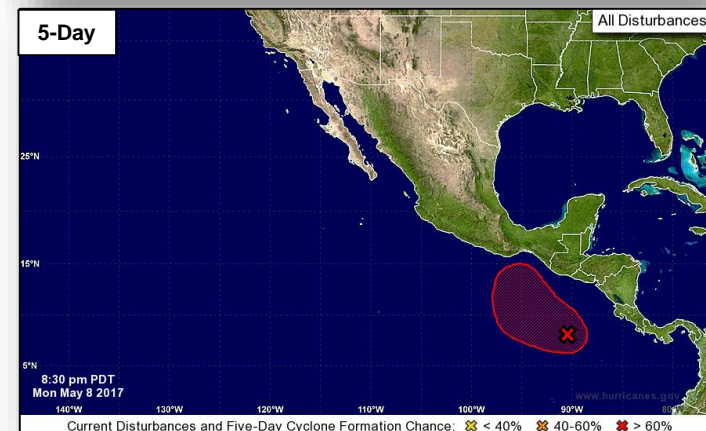 5-Day
All Disturbances
25°N
15°N
5°N
8:30 pm PDT
Mon May 8 2017
www.hurricanes.gov
140°W 130°W 120°W 110°W 100°W 90°W 80°
Current Disturbances and Five-Day Cyclone Formation Chance: < 40% 40-60% > 60%